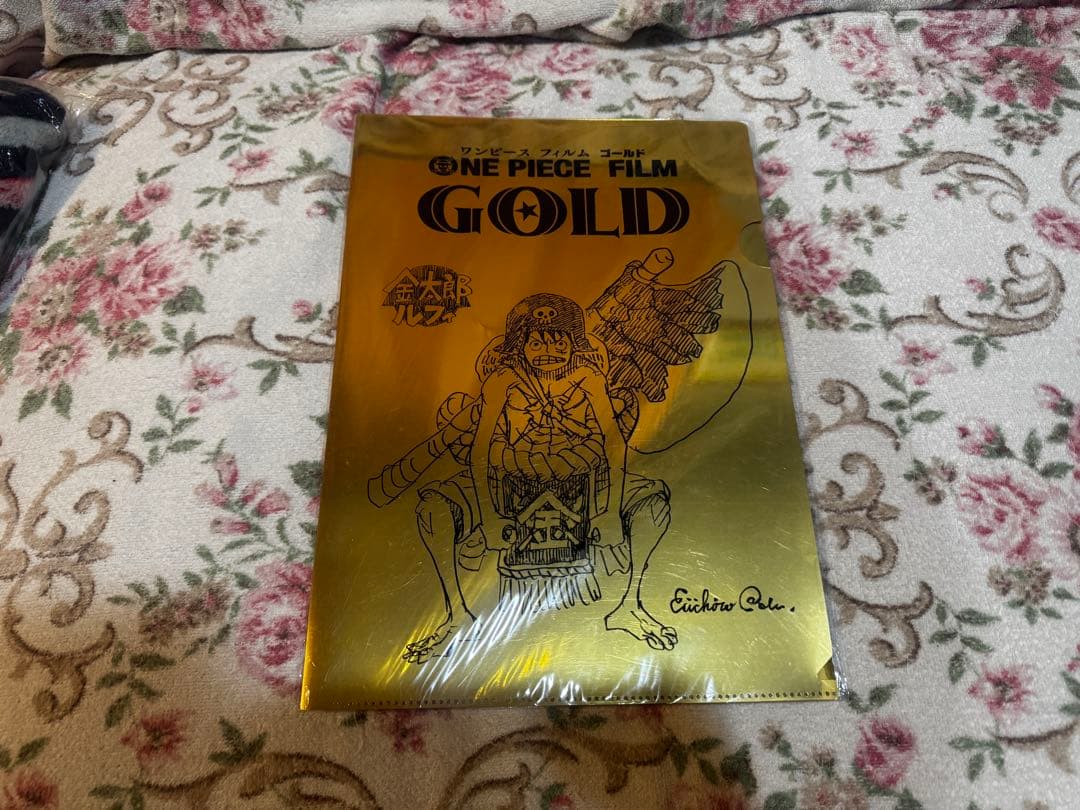 ワンピース フィルム ゴールド
ONE PIECE FILM
GOLD
金太郎
ルフィ
金
Eiichiro Oda.